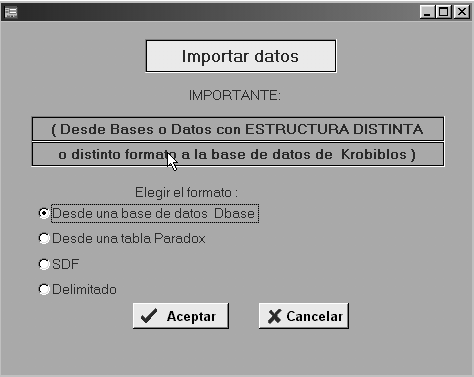 Importar datos
IMPORTANTE:
( Desde Bases o Datos con ESTRUCTURA DISTINTA
o distinto formato a la base de datos de Krobiblos )
Elegir el formato :
Desde una base de datos Dbase
Desde una tabla Paradox
SDF
Delimitado
Aceptar
Cancelar